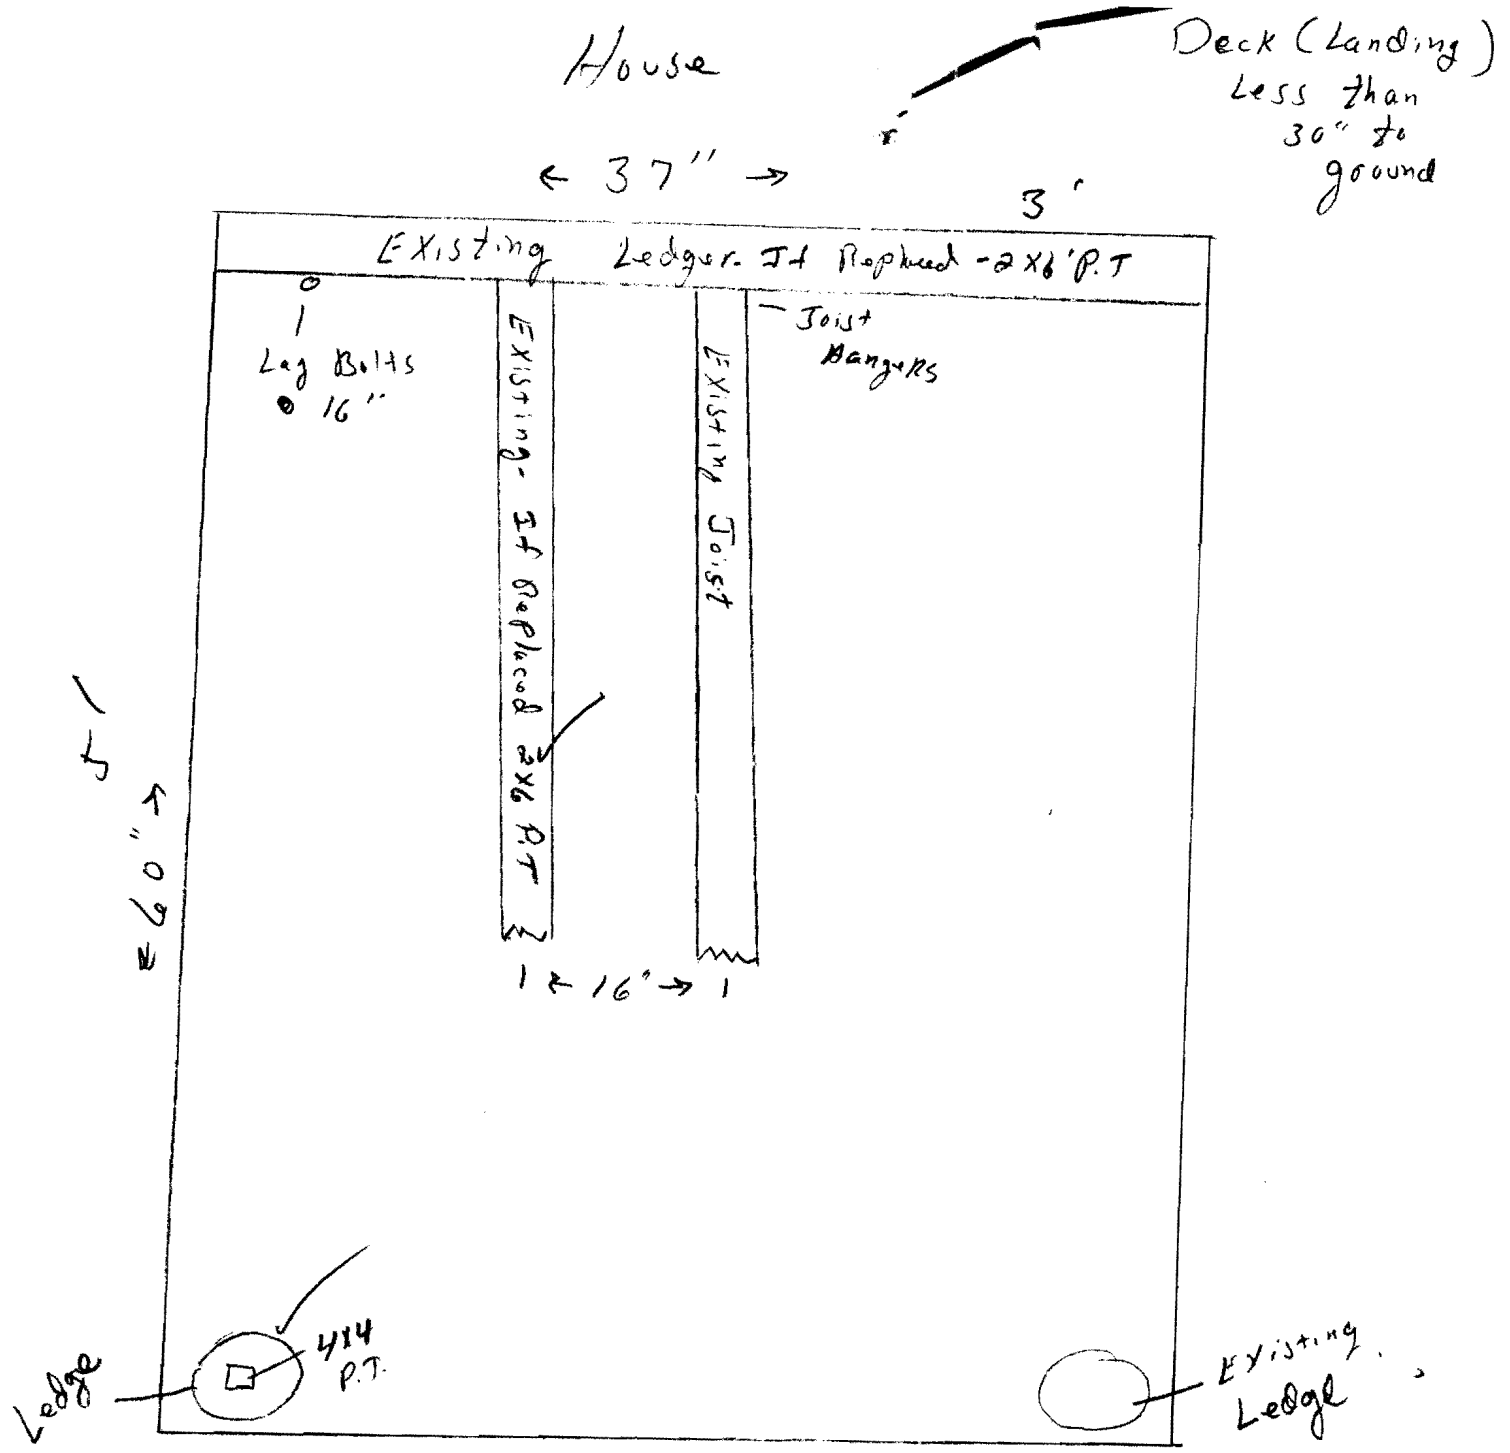 House
Deck (Landing)
Less than
30" to
ground
← 37" →
3'
Existing Ledger. If Replaced - 2x6 P.T
Lag Bolts
16"
Joist
Hangers
Existing - If Replaced 2x6 P.T
Existing Joist
5'
← 60" →
← 16" →
4x4
P.T.
Ledge
Existing
Ledge